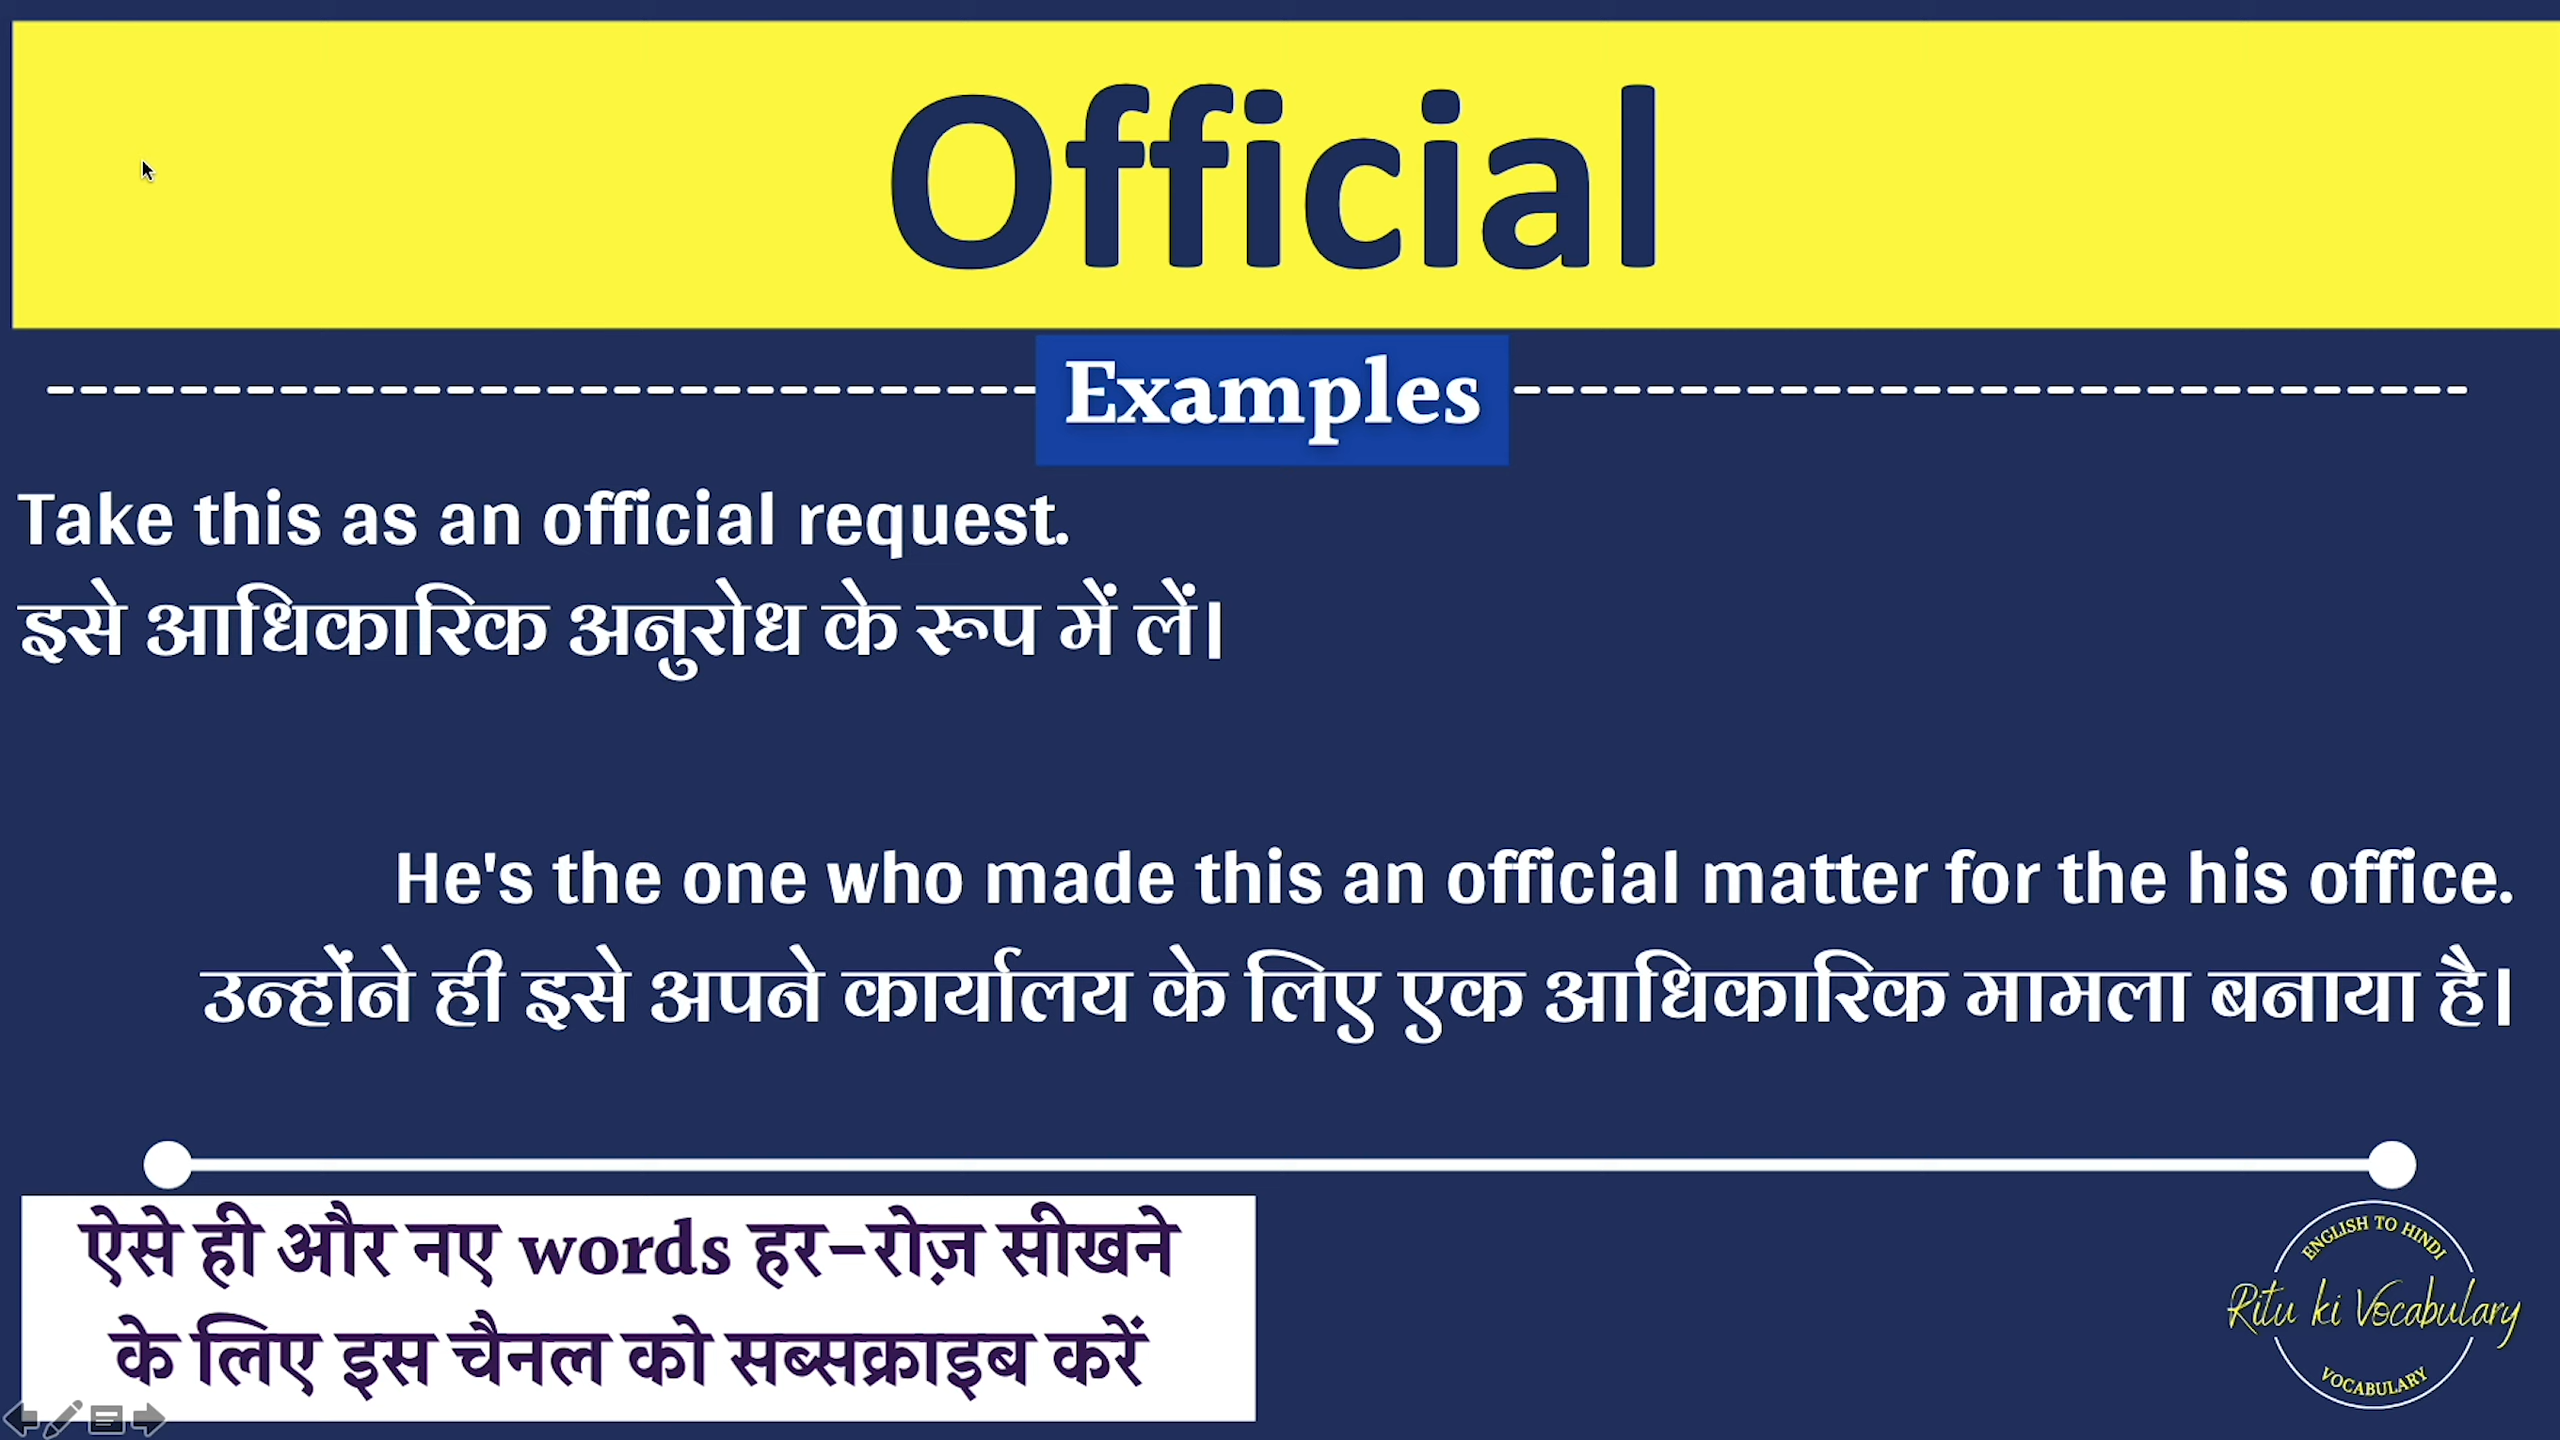 Official
Examples
Take this as an official request.
इसे आधिकारिक अनुरोध के रूप में लें।
He's the one who made this an official matter for the his office.
उन्होंने ही इसे अपने कार्यालय के लिए एक आधिकारिक मामला बनाया है।
ऐसे ही और नए words हर-रोज़ सीखने
के लिए इस चैनल को सब्सक्राइब करें
ENGLISH TO HINDI
Ritu ki Vocabulary
VOCABULARY